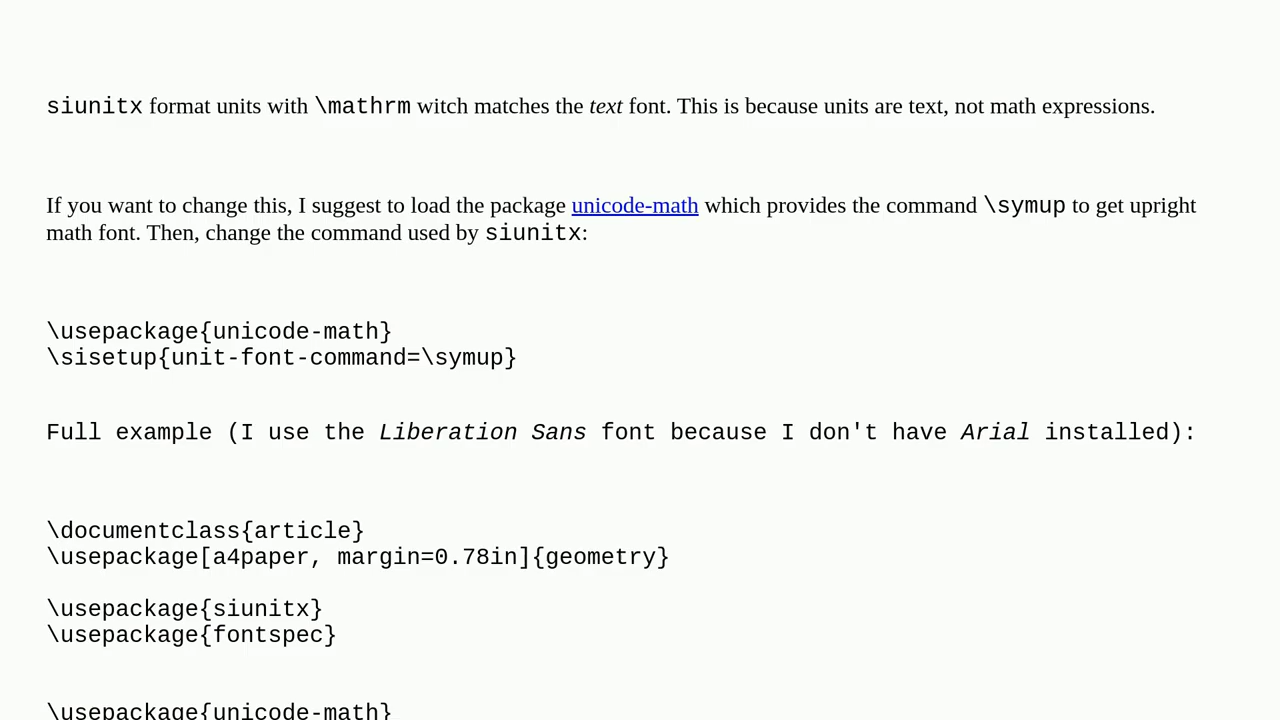 siunitx format units with \mathrm witch matches the text font. This is because units are text, not math expressions.
If you want to change this, I suggest to load the package unicode-math which provides the command \symup to get upright
math font. Then, change the command used by siunitx:
\usepackage{unicode-math}
\sisetup{unit-font-command=\symup}
Full example (I use the Liberation Sans font because I don't have Arial installed):
\documentclass{article}
\usepackage[a4paper, margin=0.78in]{geometry}
\usepackage{siunitx}
\usepackage{fontspec}
\usepackage{unicode-math}